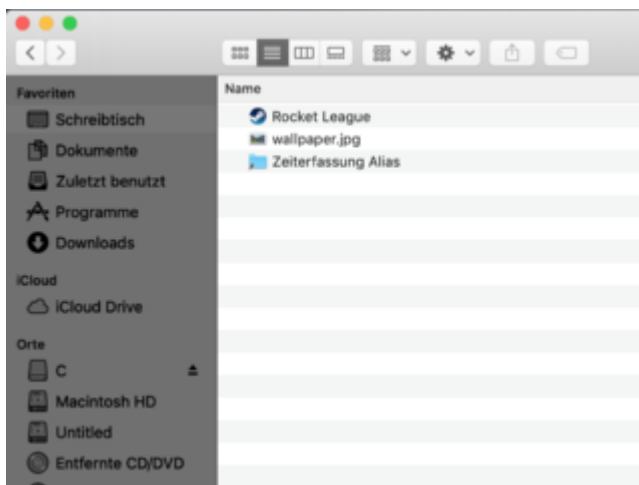 Name
Favoriten
Schreibtisch
Dokumente
Zuletzt benutzt
Programme
Downloads
iCloud
iCloud Drive
Orte
C
Macintosh HD
Untitled
Entfernte CD/DVD
Rocket League
wallpaper.jpg
Zeiterfassung Alias